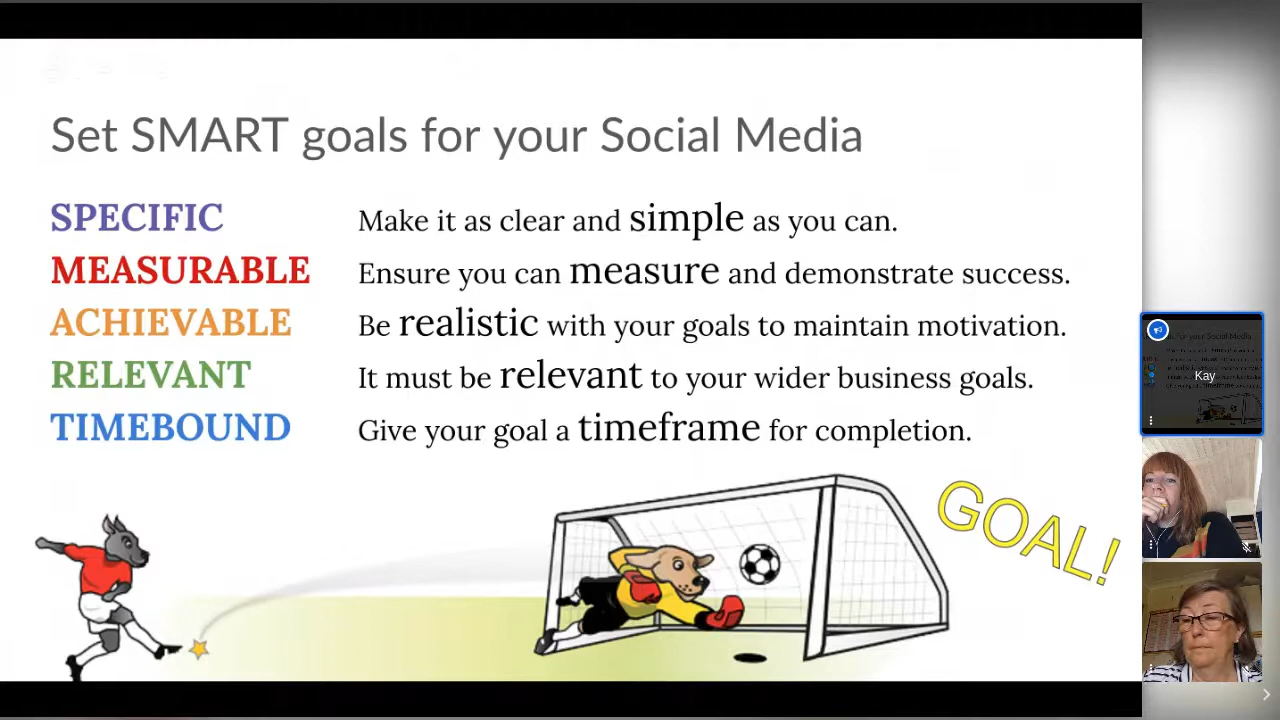 Set SMART goals for your Social Media
SPECIFIC Make it as clear and simple as you can.
MEASURABLE Ensure you can measure and demonstrate success.
ACHIEVABLE Be realistic with your goals to maintain motivation.
RELEVANT It must be relevant to your wider business goals.
TIMEBOUND Give your goal a timeframe for completion.
GOAL!
Kay